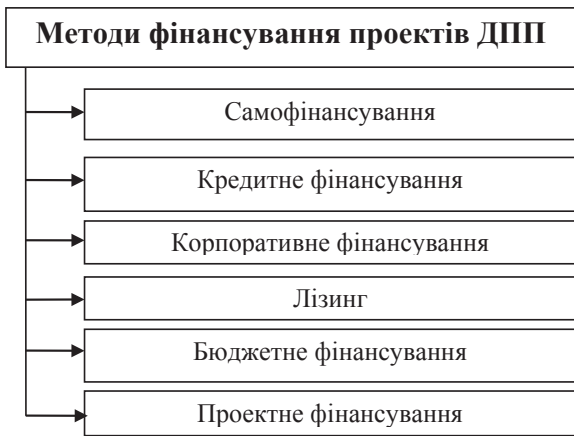 Методи фінансування проектів ДПП
Самофінансування
Кредитне фінансування
Корпоративне фінансування
Лізинг
Бюджетне фінансування
Проектне фінансування